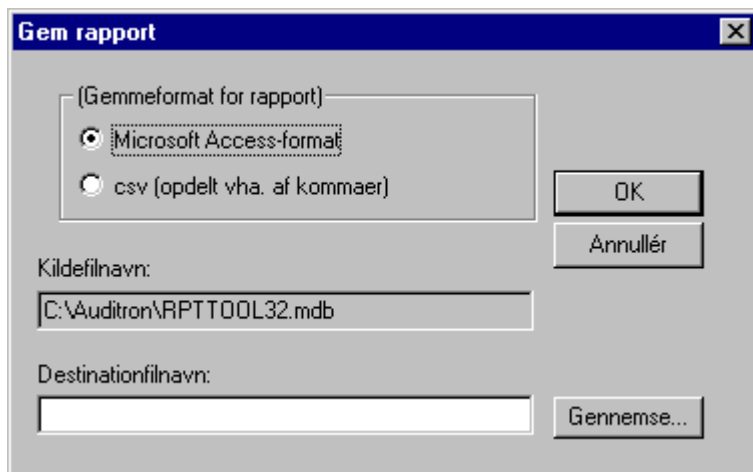 Gem rapport
(Gemmeformat for rapport)
Microsoft Access-format
csv (opdelt vha. af kommaer)
OK
Annullér
Kildefilnavn:
C:\Auditron\RPTTOOL32.mdb
Destinationfilnavn:
Gennemse...